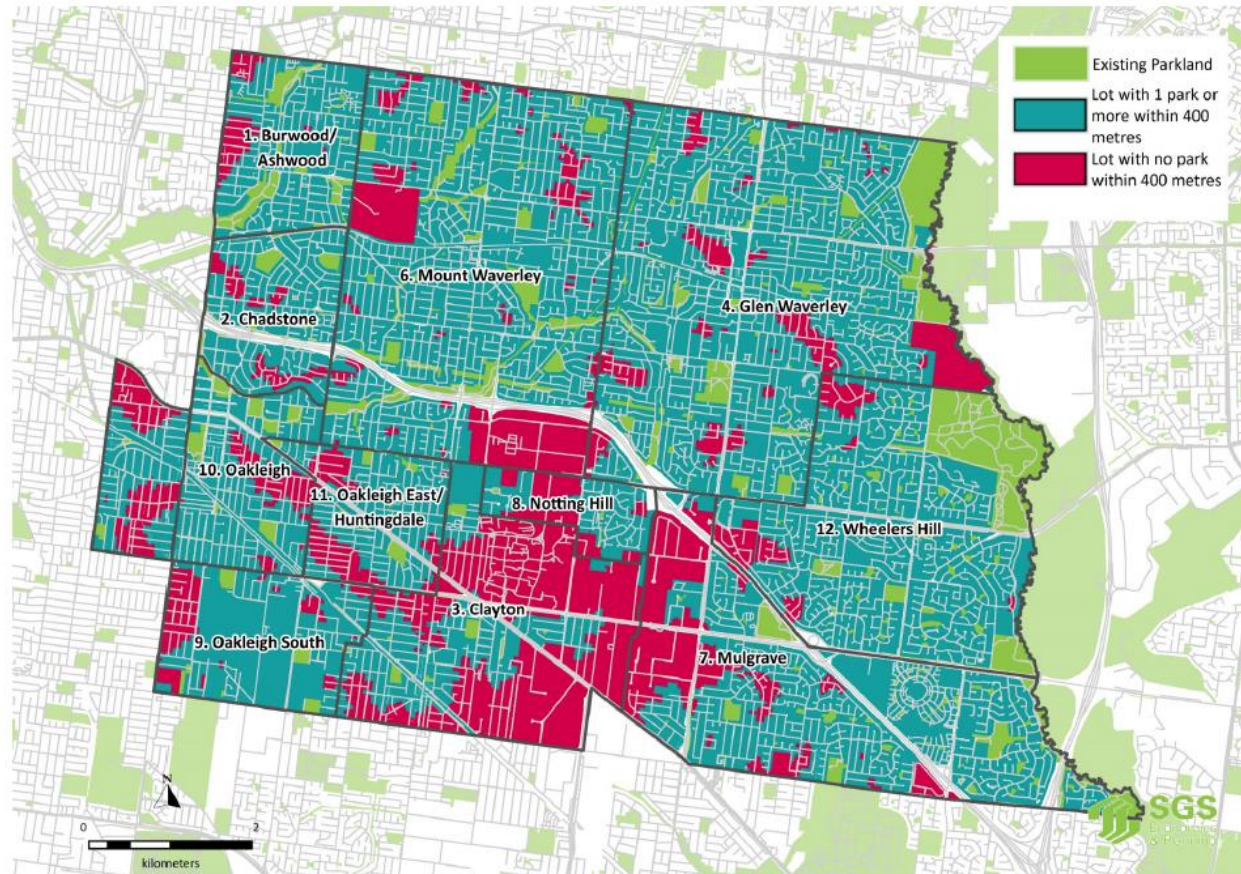 Existing Parkland
Lot with 1 park or
more within 400
metres
Lot with no park
within 400 metres
1. Burwood/
Ashwood
6. Mount Waverley
4. Glen Waverley
2. Chadstone
10. Oakleigh
11. Oakleigh East/
Huntingdale
8. Notting Hill
12. Wheelers Hill
3. Clayton
9. Oakleigh South
7. Mulgrave
N
0 2
kilometers
SGS
Economics
& Planning